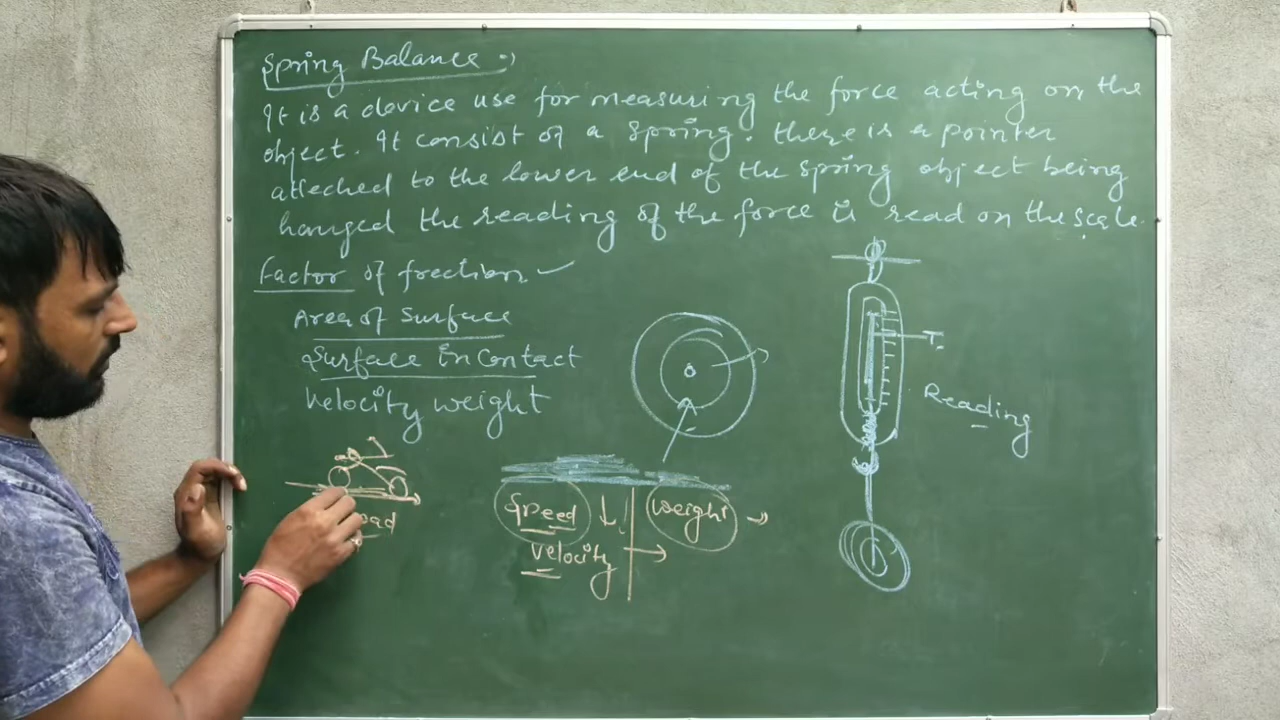 Spring Balance :)
It is a device use for measuring the force acting on the
object. It consist of a spring. there is a pointer
atteched to the lower end of the spring object being
hanged the reading of the force is read on the scale.
Factor of frection
Area of Surface
Surface in Contact
Velocity weight
Reading
Speed
weight
velocity